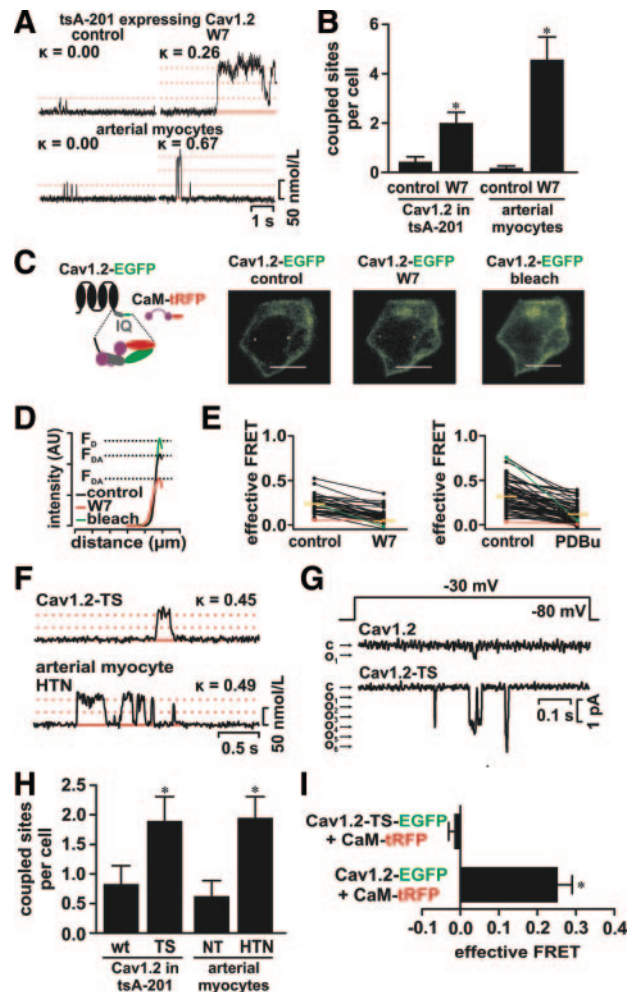 A
tsA-201 expressing Cav1.2
control W7
κ = 0.00 κ = 0.26
arterial myocytes
κ = 0.00 κ = 0.67
50 nmol/L
1 s
B
coupled sites per cell
6
4
2
0
* *
control W7 control W7
Cav1.2 in tsA-201
arterial myocytes
C
Cav1.2-EGFP
CaM-tRFP
IQ
Cav1.2-EGFP control
Cav1.2-EGFP W7
Cav1.2-EGFP bleach
D
intensity (AU)
FD
FDA
FDA
control
W7
bleach
distance (µm)
E
effective FRET
1.0
0.5
0.0
control W7
effective FRET
1.0
0.5
0.0
control PDBu
F
Cav1.2-TS κ = 0.45
arterial myocyte
HTN κ = 0.49
50 nmol/L
0.5 s
G
-30 mV
-80 mV
Cav1.2
C
O1
Cav1.2-TS
C
0.1 s
1 pA
H
coupled sites per cell
2.5
2.0
1.5
1.0
0.5
0.0
* *
wt TS NT HTN
Cav1.2 in tsA-201
arterial myocytes
I
Cav1.2-TS-EGFP
+ CaM-tRFP
Cav1.2-EGFP
+ CaM-tRFP
*
-0.1 0.0 0.1 0.2 0.3 0.4
effective FRET